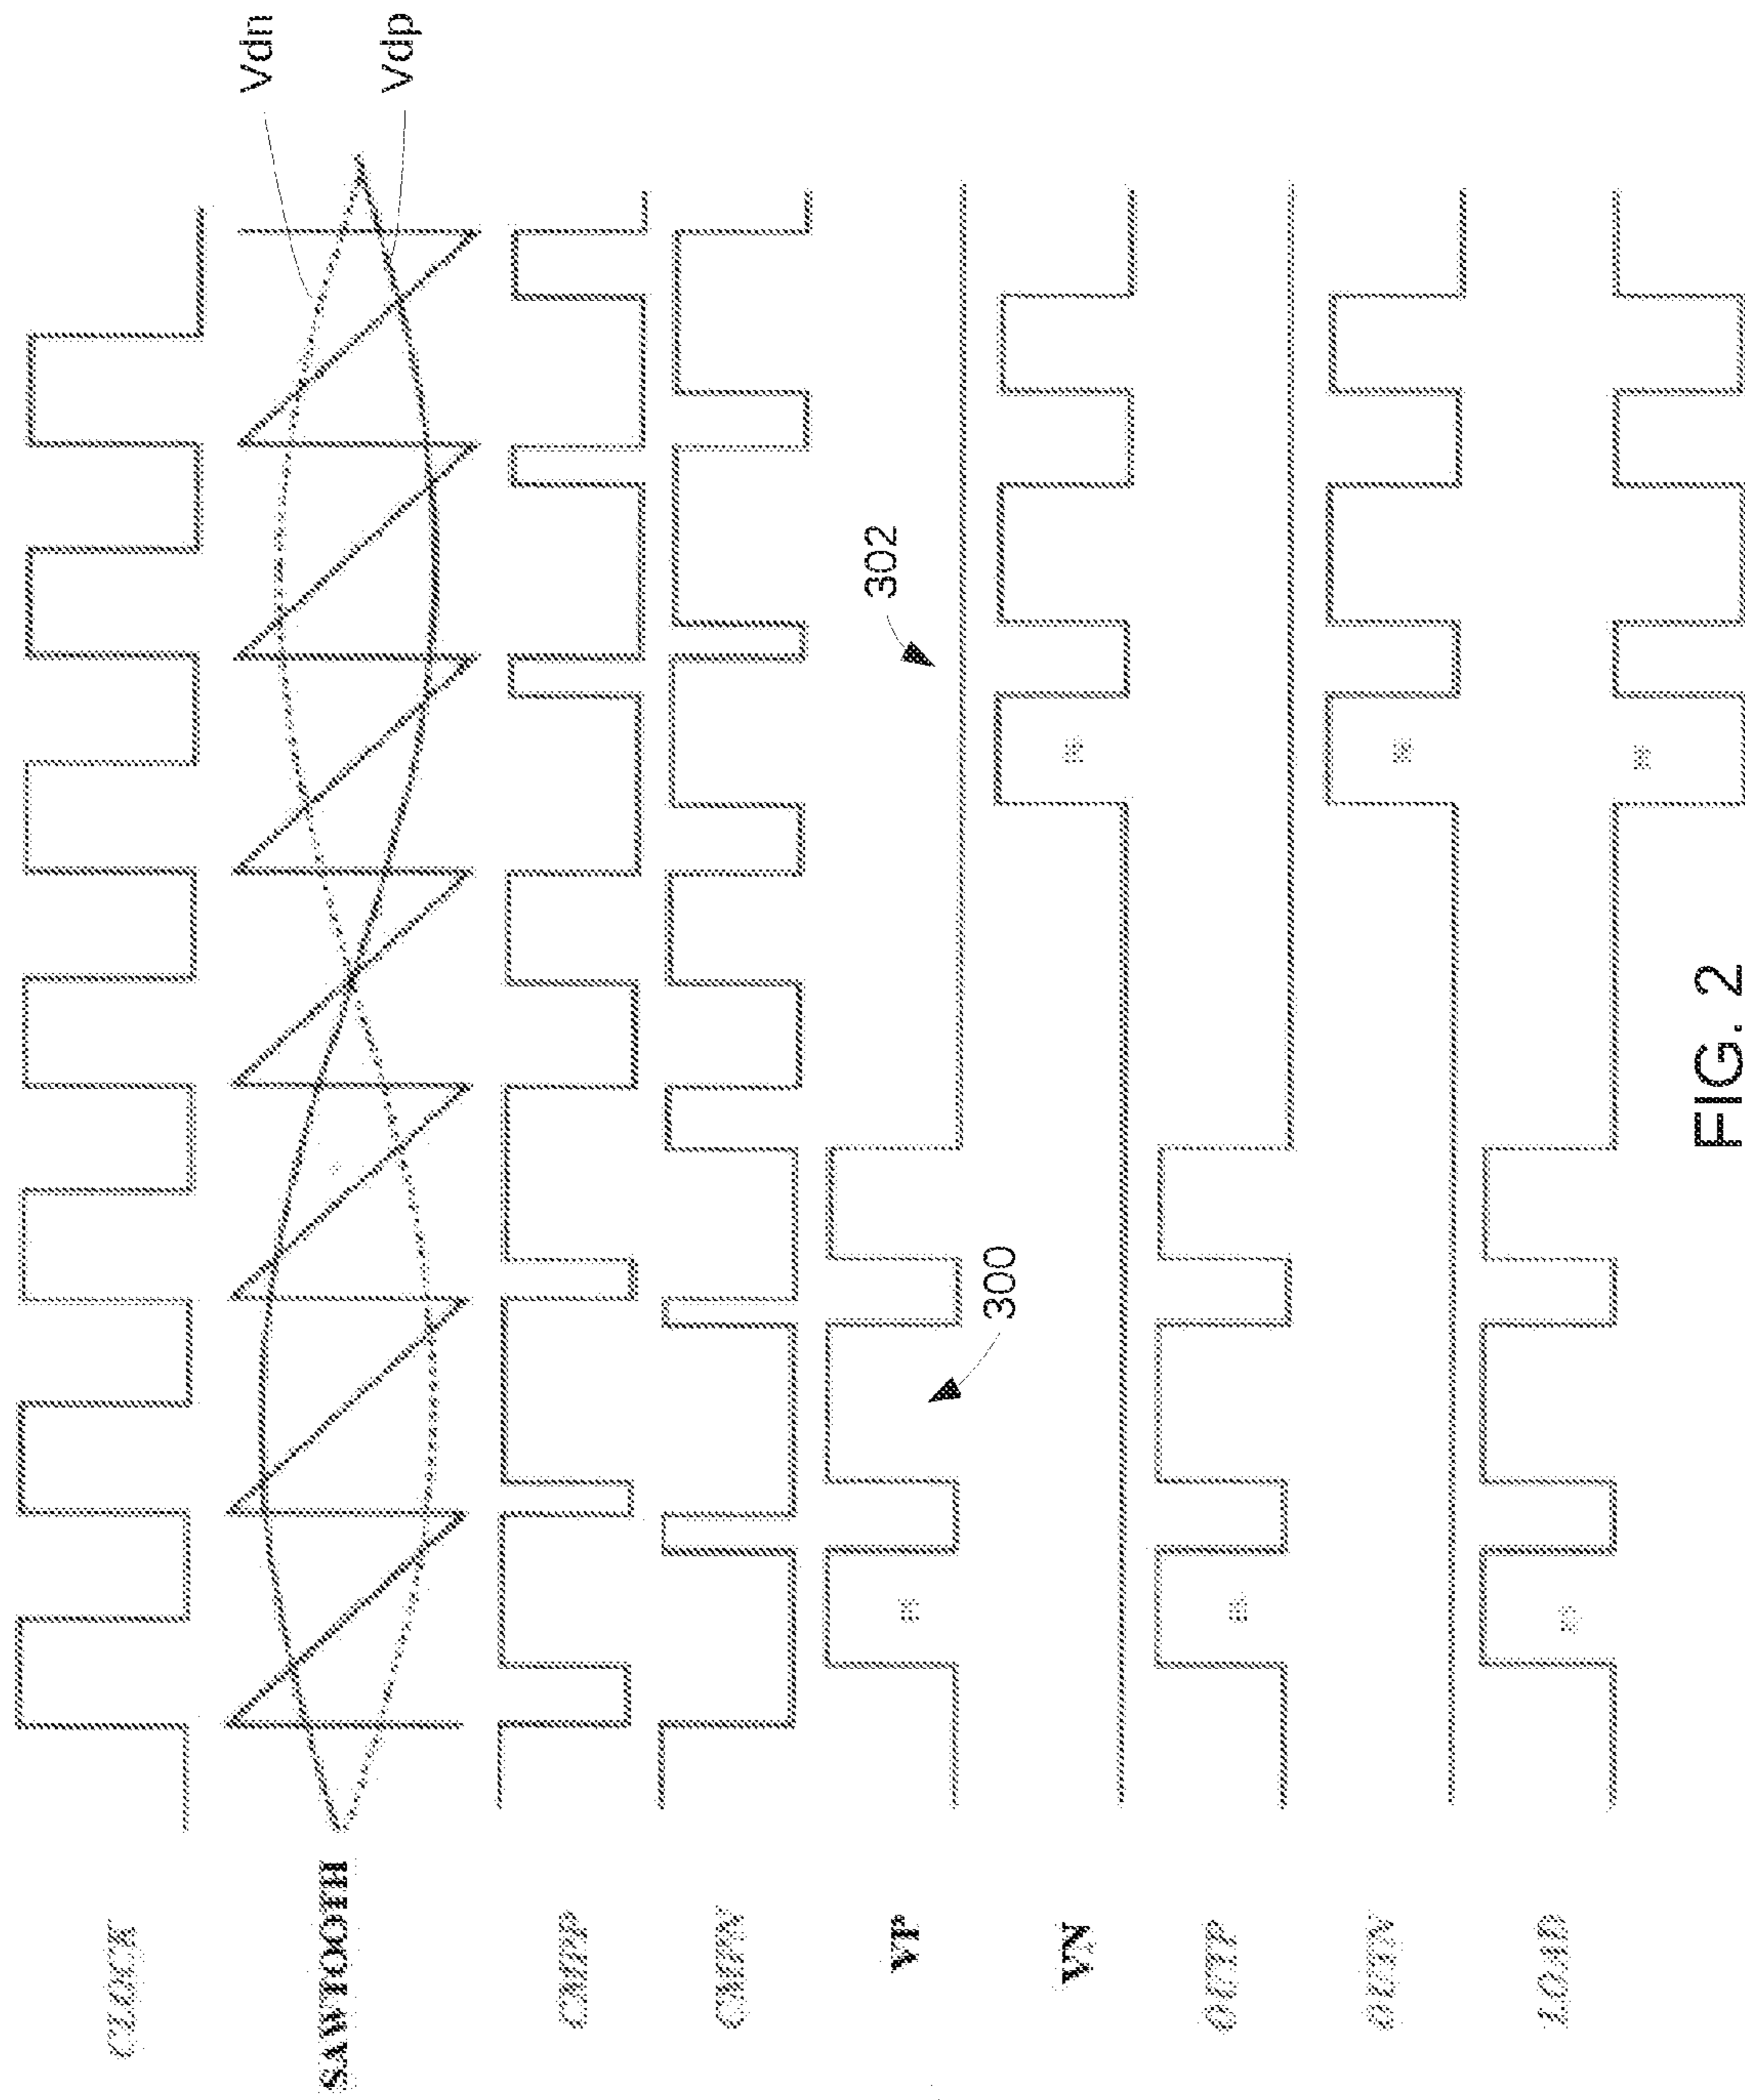 Vdn
Vdp
CLOCK
SAWTOOTH
CMPP
CMPN
302
VP
300
VN
OUTP
OUTN
LOAD
FIG. 2